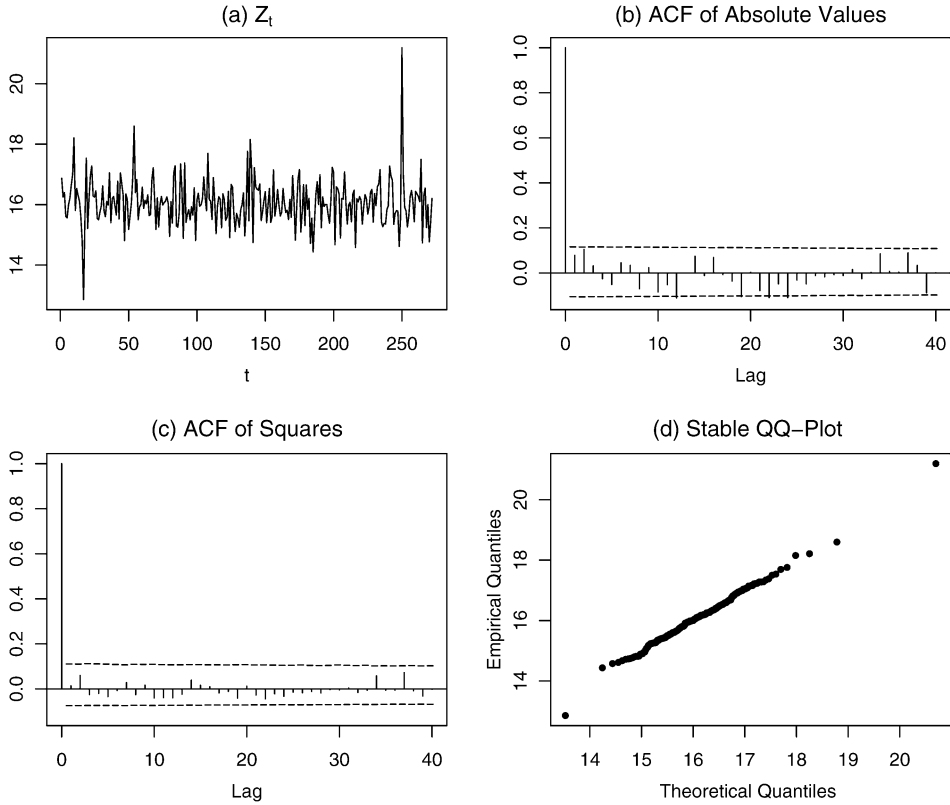 (a) Zt
14 16 18 20
0 50 100 150 200 250
t
(b) ACF of Absolute Values
0.0 0.2 0.4 0.6 0.8 1.0
0 10 20 30 40
Lag
(c) ACF of Squares
0.0 0.2 0.4 0.6 0.8 1.0
0 10 20 30 40
Lag
(d) Stable QQ−Plot
Empirical Quantiles
14 16 18 20
14 15 16 17 18 19 20
Theoretical Quantiles